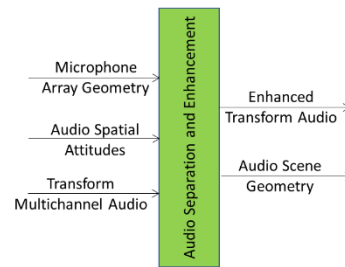 Microphone
Array Geometry
Audio Spatial
Attitudes
Transform
Multichannel Audio
Audio Separation and Enhancement
Enhanced
Transform Audio
Audio Scene
Geometry